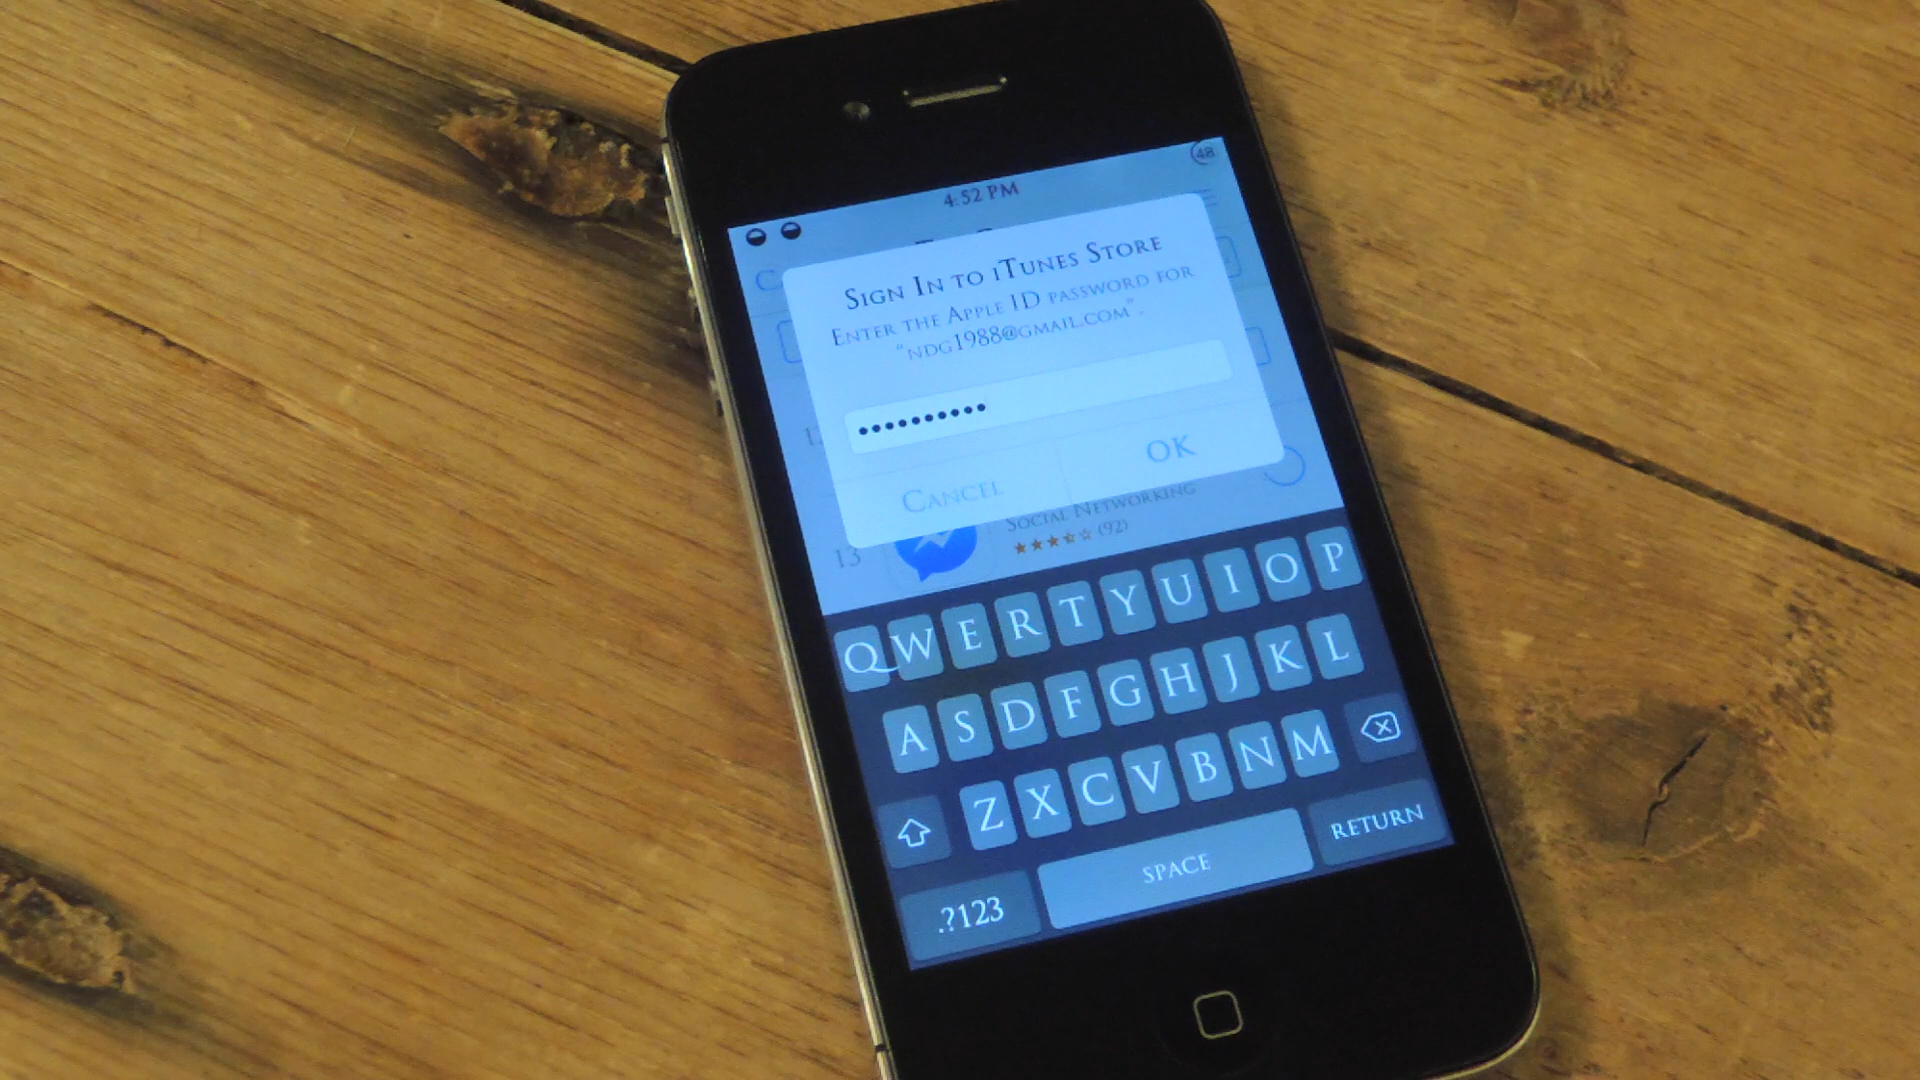 48
4:52 PM
Sign In to iTunes Store
Enter the Apple ID password for
"ndg1988@gmail.com".
Cancel
OK
Social Networking
(92)
13
Q W E R T Y U I O P
A S D F G H J K L
Z X C V B N M
.?123
space
return